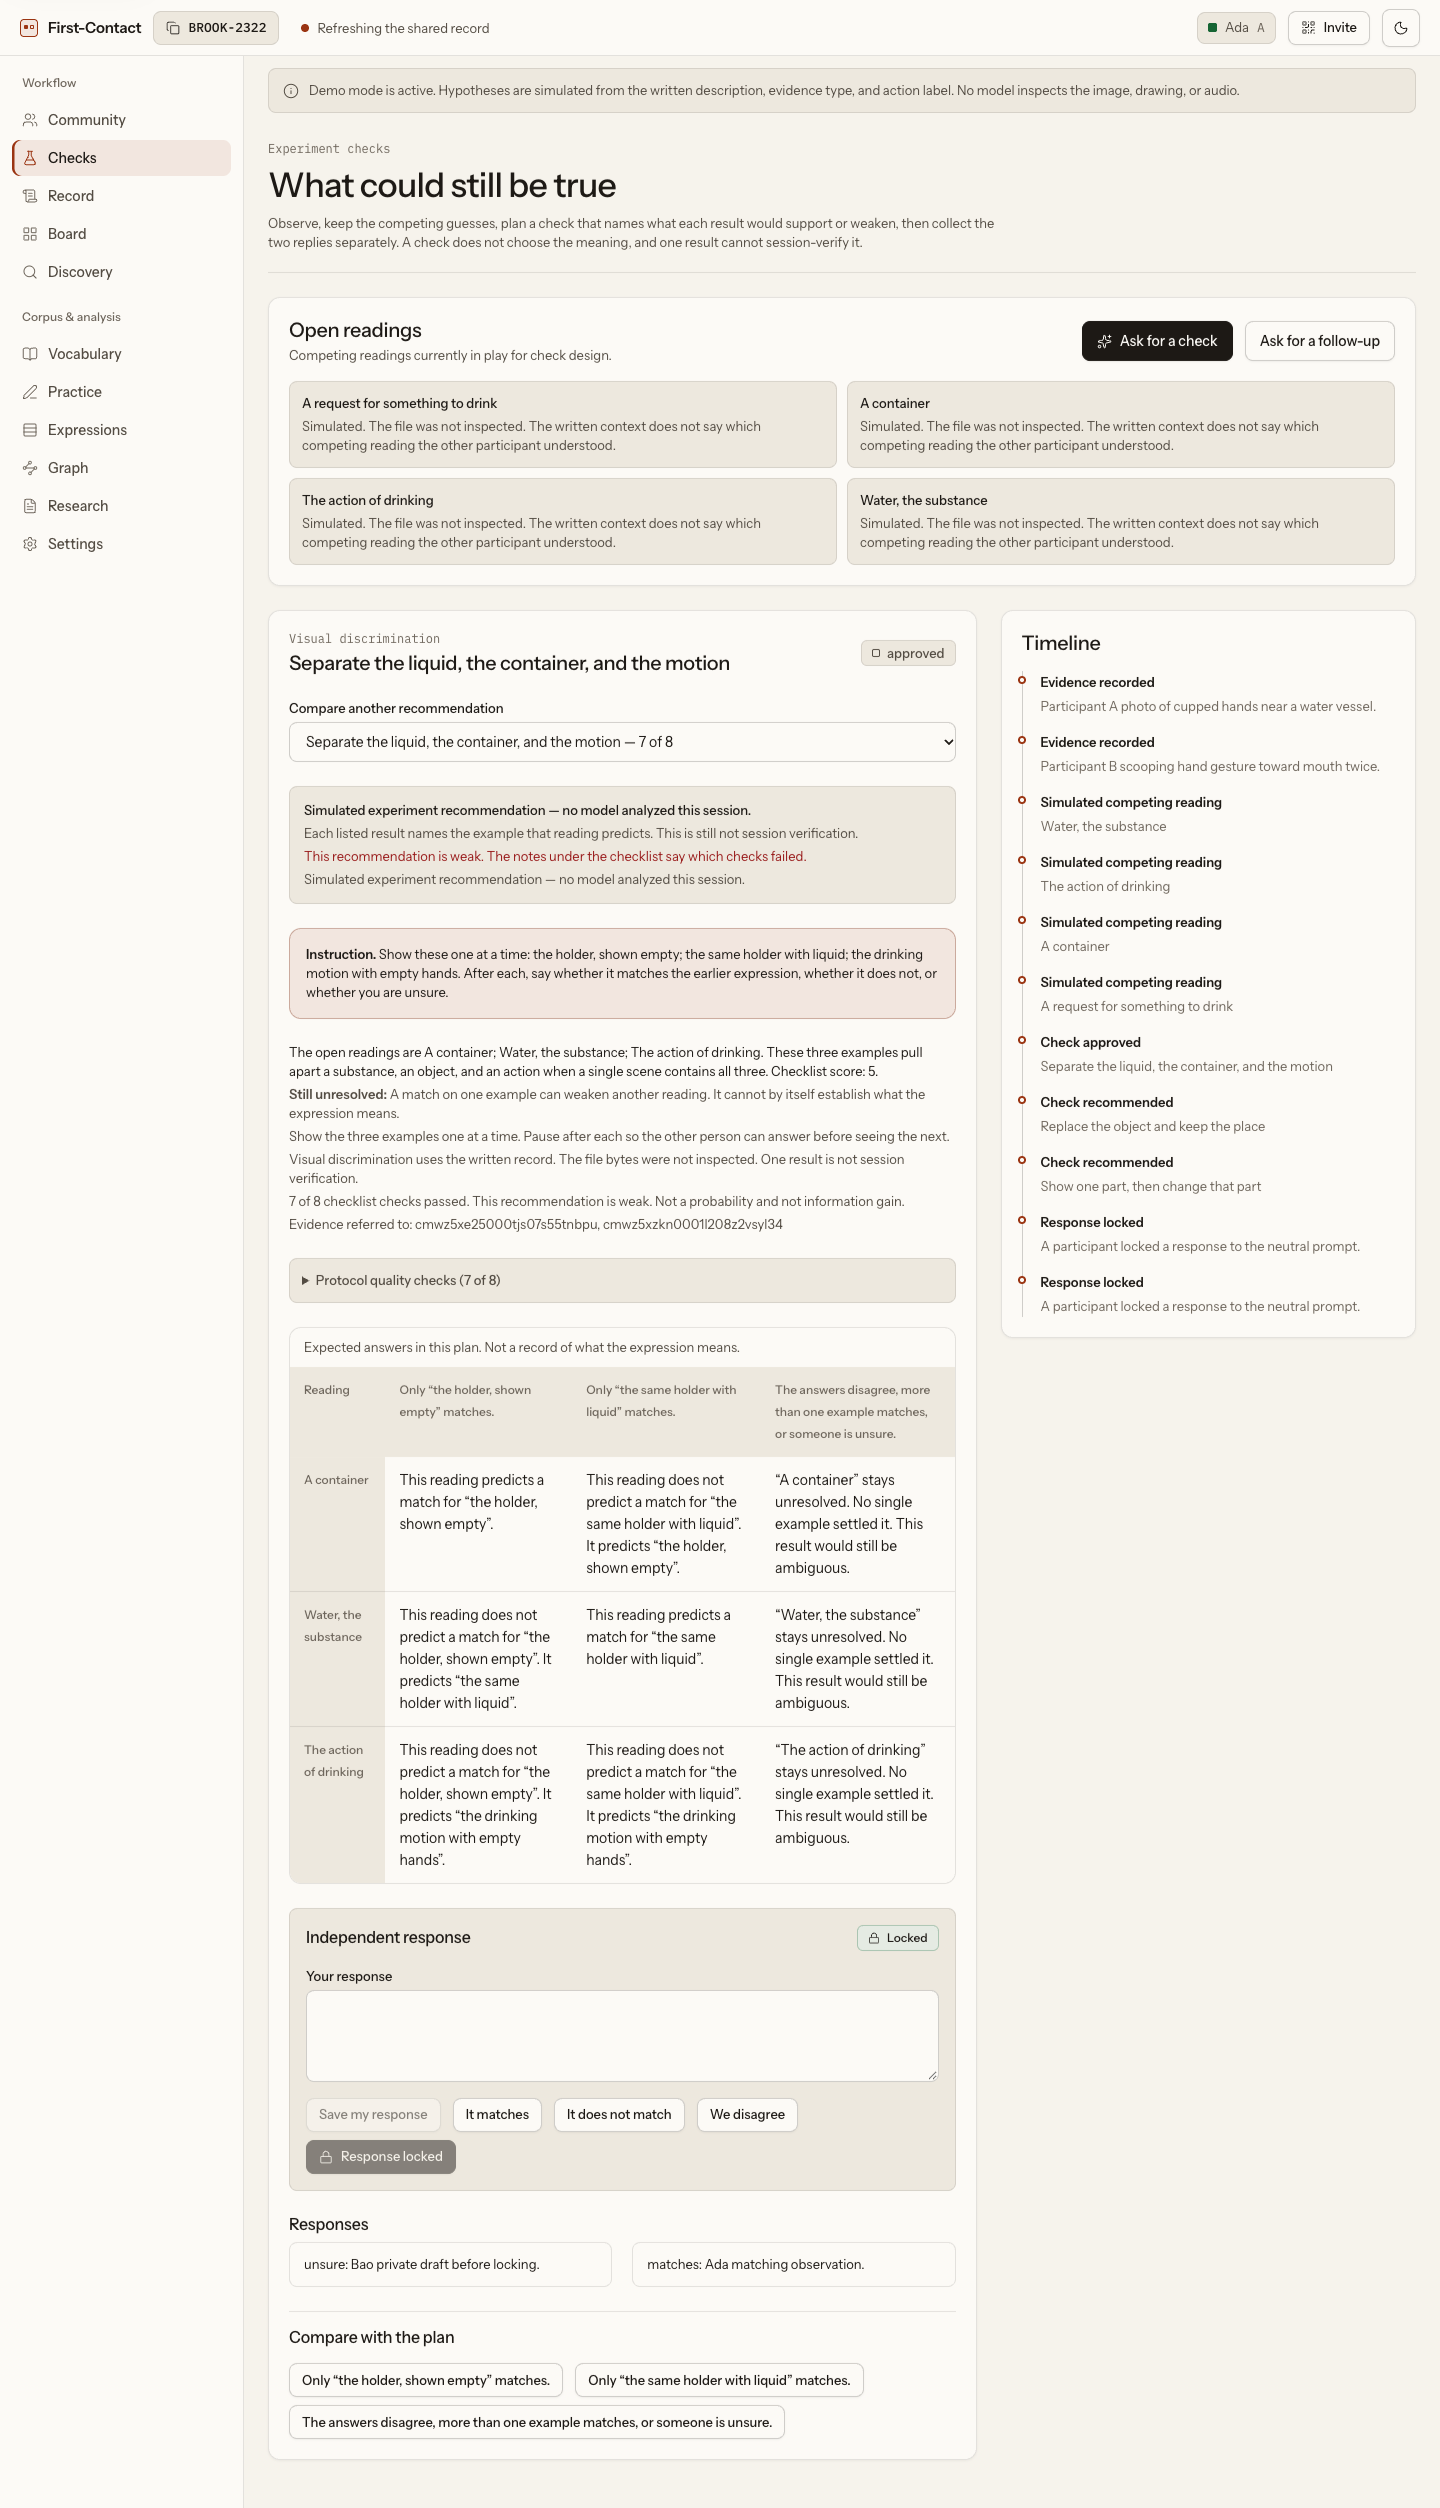 First-Contact
BROOK-2322
Refreshing the shared record
Ada A
Invite
Workflow
Community
Checks
Record
Board
Discovery
Corpus & analysis
Vocabulary
Practice
Expressions
Graph
Research
Settings
Demo mode is active. Hypotheses are simulated from the written description, evidence type, and action label. No model inspects the image, drawing, or audio.
Experiment checks
What could still be true
Observe, keep the competing guesses, plan a check that names what each result would support or weaken, then collect the
two replies separately. A check does not choose the meaning, and one result cannot session-verify it.
Open readings
Competing readings currently in play for check design.
Ask for a check
Ask for a follow-up
A request for something to drink
Simulated. The file was not inspected. The written context does not say which
competing reading the other participant understood.
A container
Simulated. The file was not inspected. The written context does not say which
competing reading the other participant understood.
The action of drinking
Simulated. The file was not inspected. The written context does not say which
competing reading the other participant understood.
Water, the substance
Simulated. The file was not inspected. The written context does not say which
competing reading the other participant understood.
Visual discrimination
Separate the liquid, the container, and the motion
approved
Compare another recommendation
Separate the liquid, the container, and the motion — 7 of 8
Simulated experiment recommendation — no model analyzed this session.
Each listed result names the example that reading predicts. This is still not session verification.
This recommendation is weak. The notes under the checklist say which checks failed.
Simulated experiment recommendation — no model analyzed this session.
Instruction. Show these one at a time: the holder, shown empty; the same holder with liquid; the drinking
motion with empty hands. After each, say whether it matches the earlier expression, whether it does not, or
whether you are unsure.
The open readings are A container; Water, the substance; The action of drinking. These three examples pull
apart a substance, an object, and an action when a single scene contains all three. Checklist score: 5.
Still unresolved: A match on one example can weaken another reading. It cannot by itself establish what the
expression means.
Show the three examples one at a time. Pause after each so the other person can answer before seeing the next.
Visual discrimination uses the written record. The file bytes were not inspected. One result is not session
verification.
7 of 8 checklist checks passed. This recommendation is weak. Not a probability and not information gain.
Evidence referred to: cmwz5xe25000tjs07s55tnbpu, cmwz5xzkn0001l208z2vsyl34
Protocol quality checks (7 of 8)
Expected answers in this plan. Not a record of what the expression means.
Reading
Only “the holder, shown
empty” matches.
Only “the same holder with
liquid” matches.
The answers disagree, more
than one example matches,
or someone is unsure.
A container
This reading predicts a
match for “the holder,
shown empty”.
This reading does not
predict a match for “the
same holder with liquid”.
It predicts “the holder,
shown empty”.
“A container” stays
unresolved. No single
example settled it. This
result would still be
ambiguous.
Water, the
substance
This reading does not
predict a match for “the
holder, shown empty”. It
predicts “the same
holder with liquid”.
This reading predicts a
match for “the same
holder with liquid”.
“Water, the substance”
stays unresolved. No
single example settled it.
This result would still be
ambiguous.
The action
of drinking
This reading does not
predict a match for “the
holder, shown empty”. It
predicts “the drinking
motion with empty
hands”.
This reading does not
predict a match for “the
same holder with liquid”.
It predicts “the drinking
motion with empty
hands”.
“The action of drinking”
stays unresolved. No
single example settled it.
This result would still be
ambiguous.
Independent response
Locked
Your response
Save my response
It matches
It does not match
We disagree
Response locked
Responses
unsure: Bao private draft before locking.
matches: Ada matching observation.
Compare with the plan
Only “the holder, shown empty” matches.
Only “the same holder with liquid” matches.
The answers disagree, more than one example matches, or someone is unsure.
Timeline
Evidence recorded
Participant A photo of cupped hands near a water vessel.
Evidence recorded
Participant B scooping hand gesture toward mouth twice.
Simulated competing reading
Water, the substance
Simulated competing reading
The action of drinking
Simulated competing reading
A container
Simulated competing reading
A request for something to drink
Check approved
Separate the liquid, the container, and the motion
Check recommended
Replace the object and keep the place
Check recommended
Show one part, then change that part
Response locked
A participant locked a response to the neutral prompt.
Response locked
A participant locked a response to the neutral prompt.